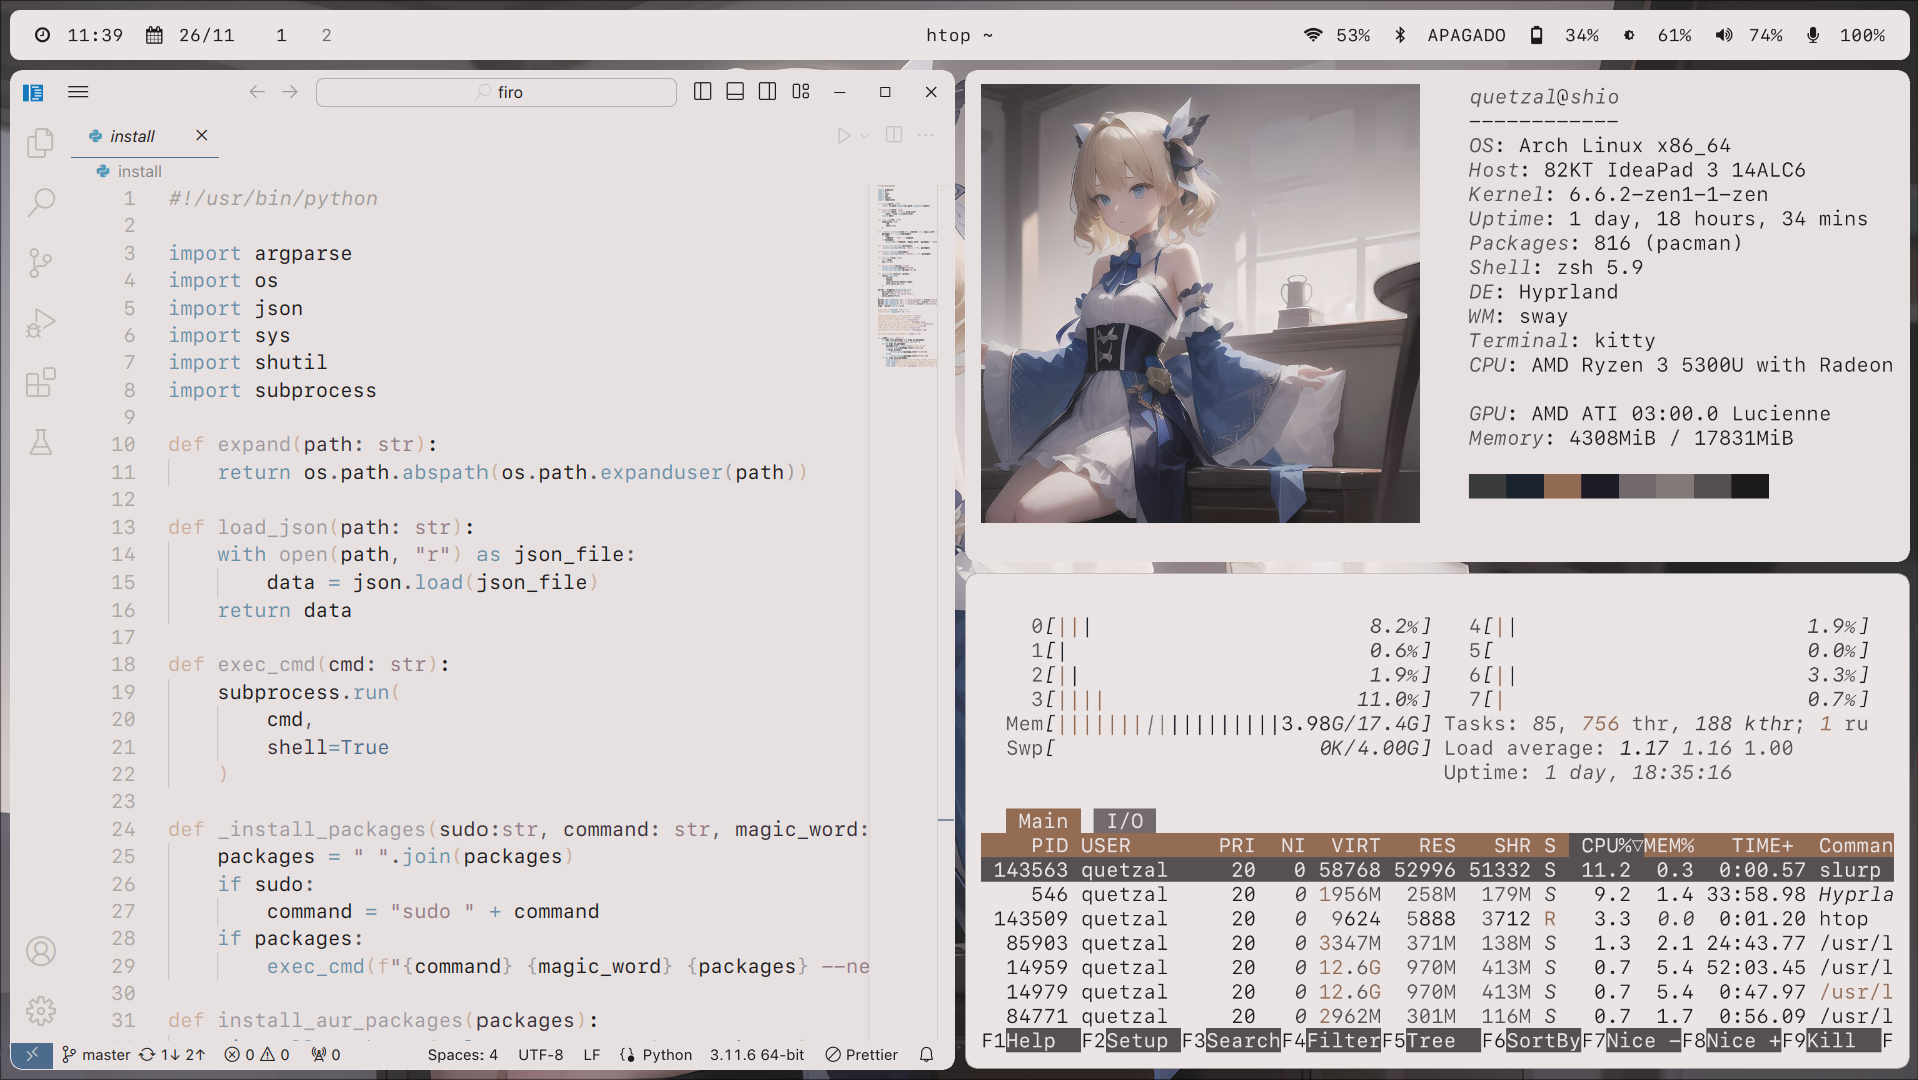 11:39 26/11 1 2 htop ~ 53% APAGADO 34% 61% 74% 100%
firo
install
install
1 #!/usr/bin/python
2
3 import argparse
4 import os
5 import json
6 import sys
7 import shutil
8 import subprocess
9
10 def expand(path: str):
11 return os.path.abspath(os.path.expanduser(path))
12
13 def load_json(path: str):
14 with open(path, "r") as json_file:
15 data = json.load(json_file)
16 return data
17
18 def exec_cmd(cmd: str):
19 subprocess.run(
20 cmd,
21 shell=True
22 )
23
24 def _install_packages(sudo:str, command: str, magic_word:
25 packages = " ".join(packages)
26 if sudo:
27 command = "sudo " + command
28 if packages:
29 exec_cmd(f"{command} {magic_word} {packages} --ne
30
31 def install_aur_packages(packages):
master 1↓ 2↑ 0 0 0 Spaces: 4 UTF-8 LF Python 3.11.6 64-bit Prettier
quetzal@shio
------------
OS: Arch Linux x86_64
Host: 82KT IdeaPad 3 14ALC6
Kernel: 6.6.2-zen1-1-zen
Uptime: 1 day, 18 hours, 34 mins
Packages: 816 (pacman)
Shell: zsh 5.9
DE: Hyprland
WM: sway
Terminal: kitty
CPU: AMD Ryzen 3 5300U with Radeon
GPU: AMD ATI 03:00.0 Lucienne
Memory: 4308MiB / 17831MiB
0[||| 8.2%] 4[|| 1.9%]
1[| 0.6%] 5[ 0.0%]
2[|| 1.9%] 6[|| 3.3%]
3[|||| 11.0%] 7[| 0.7%]
Mem[|||||||/||||||||||||3.98G/17.4G] Tasks: 85, 756 thr, 188 kthr; 1 ru
Swp[ 0K/4.00G] Load average: 1.17 1.16 1.00
Uptime: 1 day, 18:35:16
Main I/O
PID USER PRI NI VIRT RES SHR S CPU%▽MEM% TIME+ Comman
143563 quetzal 20 0 58768 52996 51332 S 11.2 0.3 0:00.57 slurp
546 quetzal 20 0 1956M 258M 179M S 9.2 1.4 33:58.98 Hyprla
143509 quetzal 20 0 9624 5888 3712 R 3.3 0.0 0:01.20 htop
85903 quetzal 20 0 3347M 371M 138M S 1.3 2.1 24:43.77 /usr/l
14959 quetzal 20 0 12.6G 970M 413M S 0.7 5.4 52:03.45 /usr/l
14979 quetzal 20 0 12.6G 970M 413M S 0.7 5.4 0:47.97 /usr/l
84771 quetzal 20 0 2962M 301M 116M S 0.7 1.7 0:56.09 /usr/l
F1Help F2Setup F3SearchF4FilterF5Tree F6SortByF7Nice -F8Nice +F9Kill F